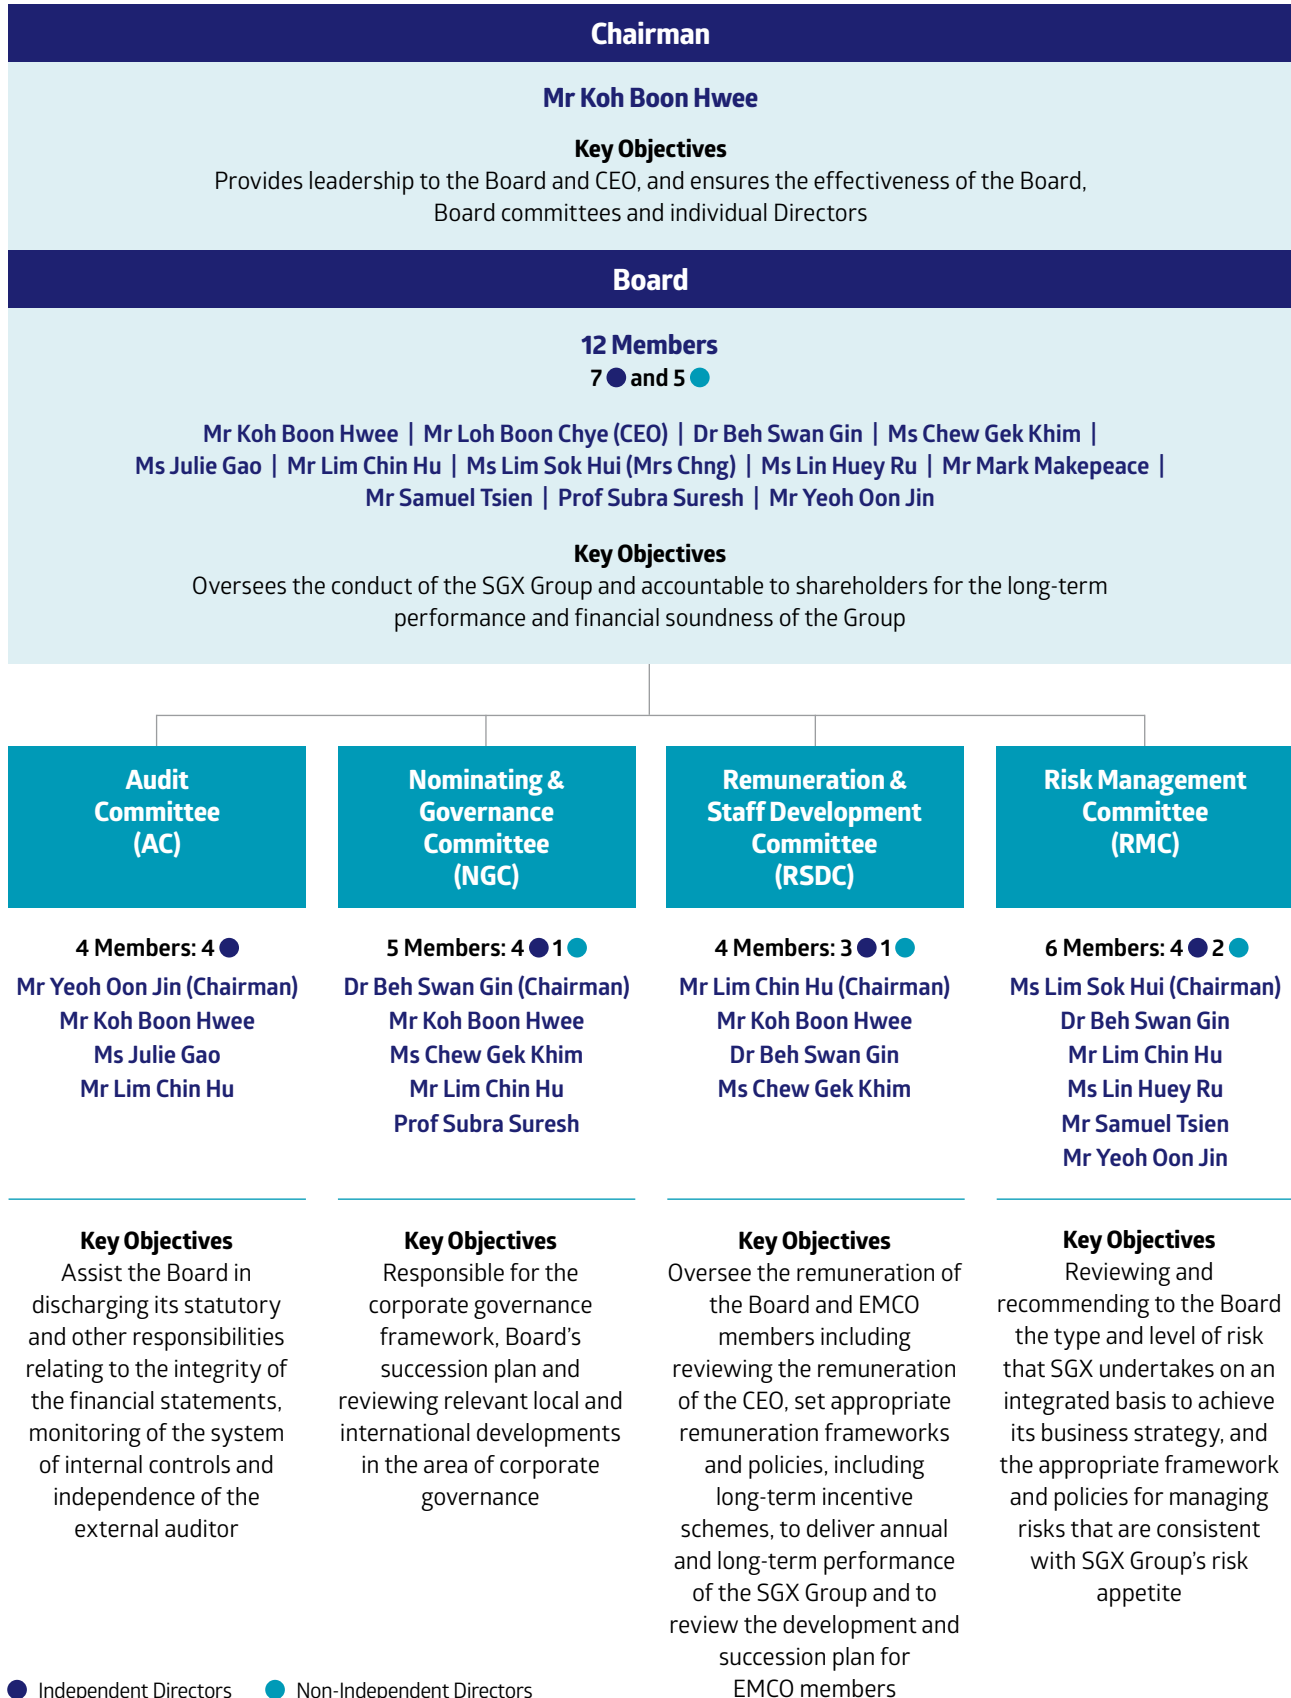 Chairman
Mr Koh Boon Hwee
Key Objectives
Provides leadership to the Board and CEO, and ensures the effectiveness of the Board,
Board committees and individual Directors
Board
12 Members
7 and 5
Mr Koh Boon Hwee | Mr Loh Boon Chye (CEO) | Dr Beh Swan Gin | Ms Chew Gek Khim |
Ms Julie Gao | Mr Lim Chin Hu | Ms Lim Sok Hui (Mrs Chng) | Ms Lin Huey Ru | Mr Mark Makepeace |
Mr Samuel Tsien | Prof Subra Suresh | Mr Yeoh Oon Jin
Key Objectives
Oversees the conduct of the SGX Group and accountable to shareholders for the long-term
performance and financial soundness of the Group
Audit
Committee
(AC)
4 Members: 4
Mr Yeoh Oon Jin (Chairman)
Mr Koh Boon Hwee
Ms Julie Gao
Mr Lim Chin Hu
Key Objectives
Assist the Board in
discharging its statutory
and other responsibilities
relating to the integrity of
the financial statements,
monitoring of the system
of internal controls and
independence of the
external auditor
Nominating &
Governance
Committee
(NGC)
5 Members: 4 1
Dr Beh Swan Gin (Chairman)
Mr Koh Boon Hwee
Ms Chew Gek Khim
Mr Lim Chin Hu
Prof Subra Suresh
Key Objectives
Responsible for the
corporate governance
framework, Board's
succession plan and
reviewing relevant local and
international developments
in the area of corporate
governance
Remuneration &
Staff Development
Committee
(RSDC)
4 Members: 3 1
Mr Lim Chin Hu (Chairman)
Mr Koh Boon Hwee
Dr Beh Swan Gin
Ms Chew Gek Khim
Key Objectives
Oversee the remuneration of
the Board and EMCO
members including
reviewing the remuneration
of the CEO, set appropriate
remuneration frameworks
and policies, including
long-term incentive
schemes, to deliver annual
and long-term performance
of the SGX Group and to
review the development and
succession plan for
EMCO members
Risk Management
Committee
(RMC)
6 Members: 4 2
Ms Lim Sok Hui (Chairman)
Dr Beh Swan Gin
Mr Lim Chin Hu
Ms Lin Huey Ru
Mr Samuel Tsien
Mr Yeoh Oon Jin
Key Objectives
Reviewing and
recommending to the Board
the type and level of risk
that SGX undertakes on an
integrated basis to achieve
its business strategy, and
the appropriate framework
and policies for managing
risks that are consistent
with SGX Group's risk
appetite
Independent Directors
Non-Independent Directors